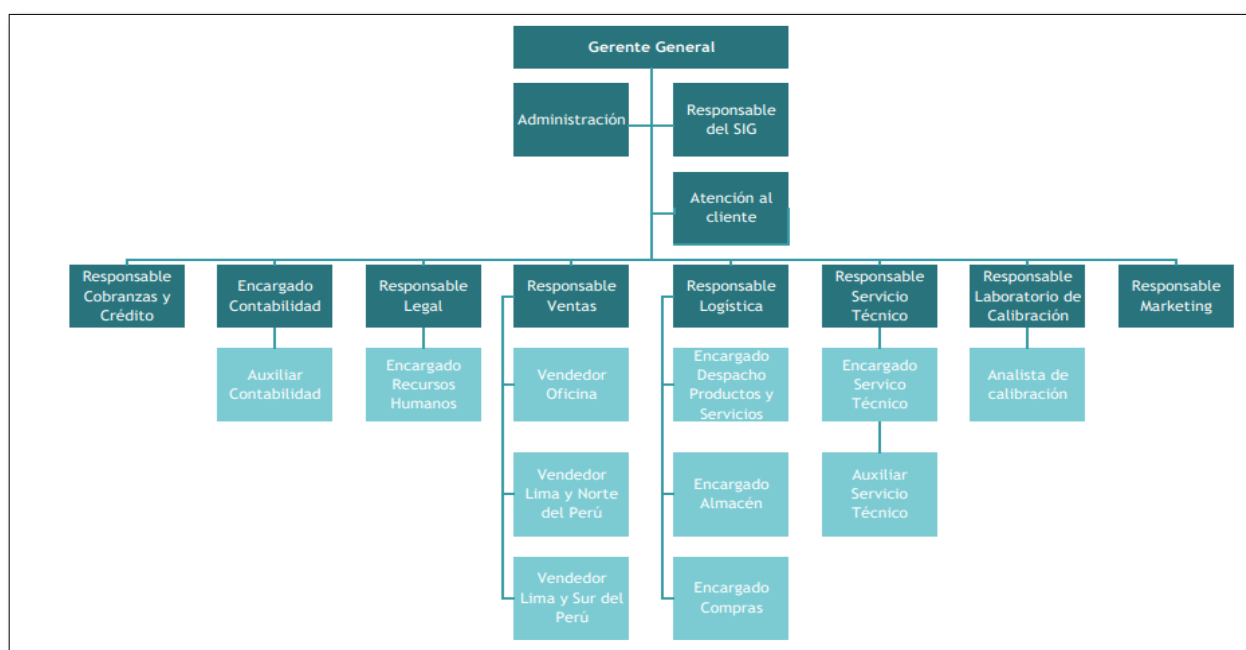 Gerente General
Administración
Responsable
del SIG
Atención al
cliente
Responsable
Cobranzas y
Crédito
Encargado
Contabilidad
Responsable
Legal
Responsable
Ventas
Responsable
Logística
Responsable
Servicio
Técnico
Responsable
Laboratorio de
Calibración
Responsable
Marketing
Auxiliar
Contabilidad
Encargado
Recursos
Humanos
Vendedor
Oficina
Encargado
Despacho
Productos y
Servicios
Encargado
Servico
Técnico
Analista de
calibración
Vendedor
Lima y Norte
del Perú
Encargado
Almacén
Auxiliar
Servicio
Técnico
Vendedor
Lima y Sur del
Perú
Encargado
Compras